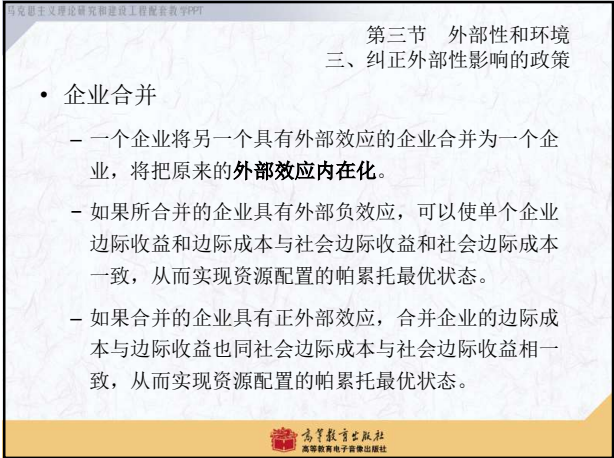 马克思主义理论研究和建设工程配套教学PPT
第三节　外部性和环境
三、纠正外部性影响的政策
• 企业合并
– 一个企业将另一个具有外部效应的企业合并为一个企
业，将把原来的外部效应内在化。
– 如果所合并的企业具有外部负效应，可以使单个企业
边际收益和边际成本与社会边际收益和社会边际成本
一致，从而实现资源配置的帕累托最优状态。
– 如果合并的企业具有正外部效应，合并企业的边际成
本与边际收益也同社会边际成本与社会边际收益相一
致，从而实现资源配置的帕累托最优状态。
高等教育出版社
高等教育电子音像出版社